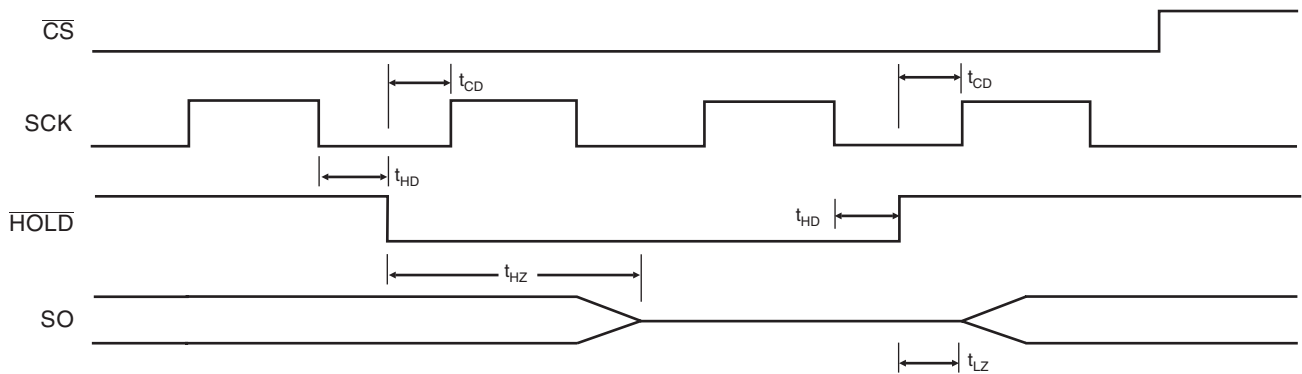 CS
t_CD
t_CD
SCK
t_HD
HOLD
t_HD
t_HZ
SO
t_LZ